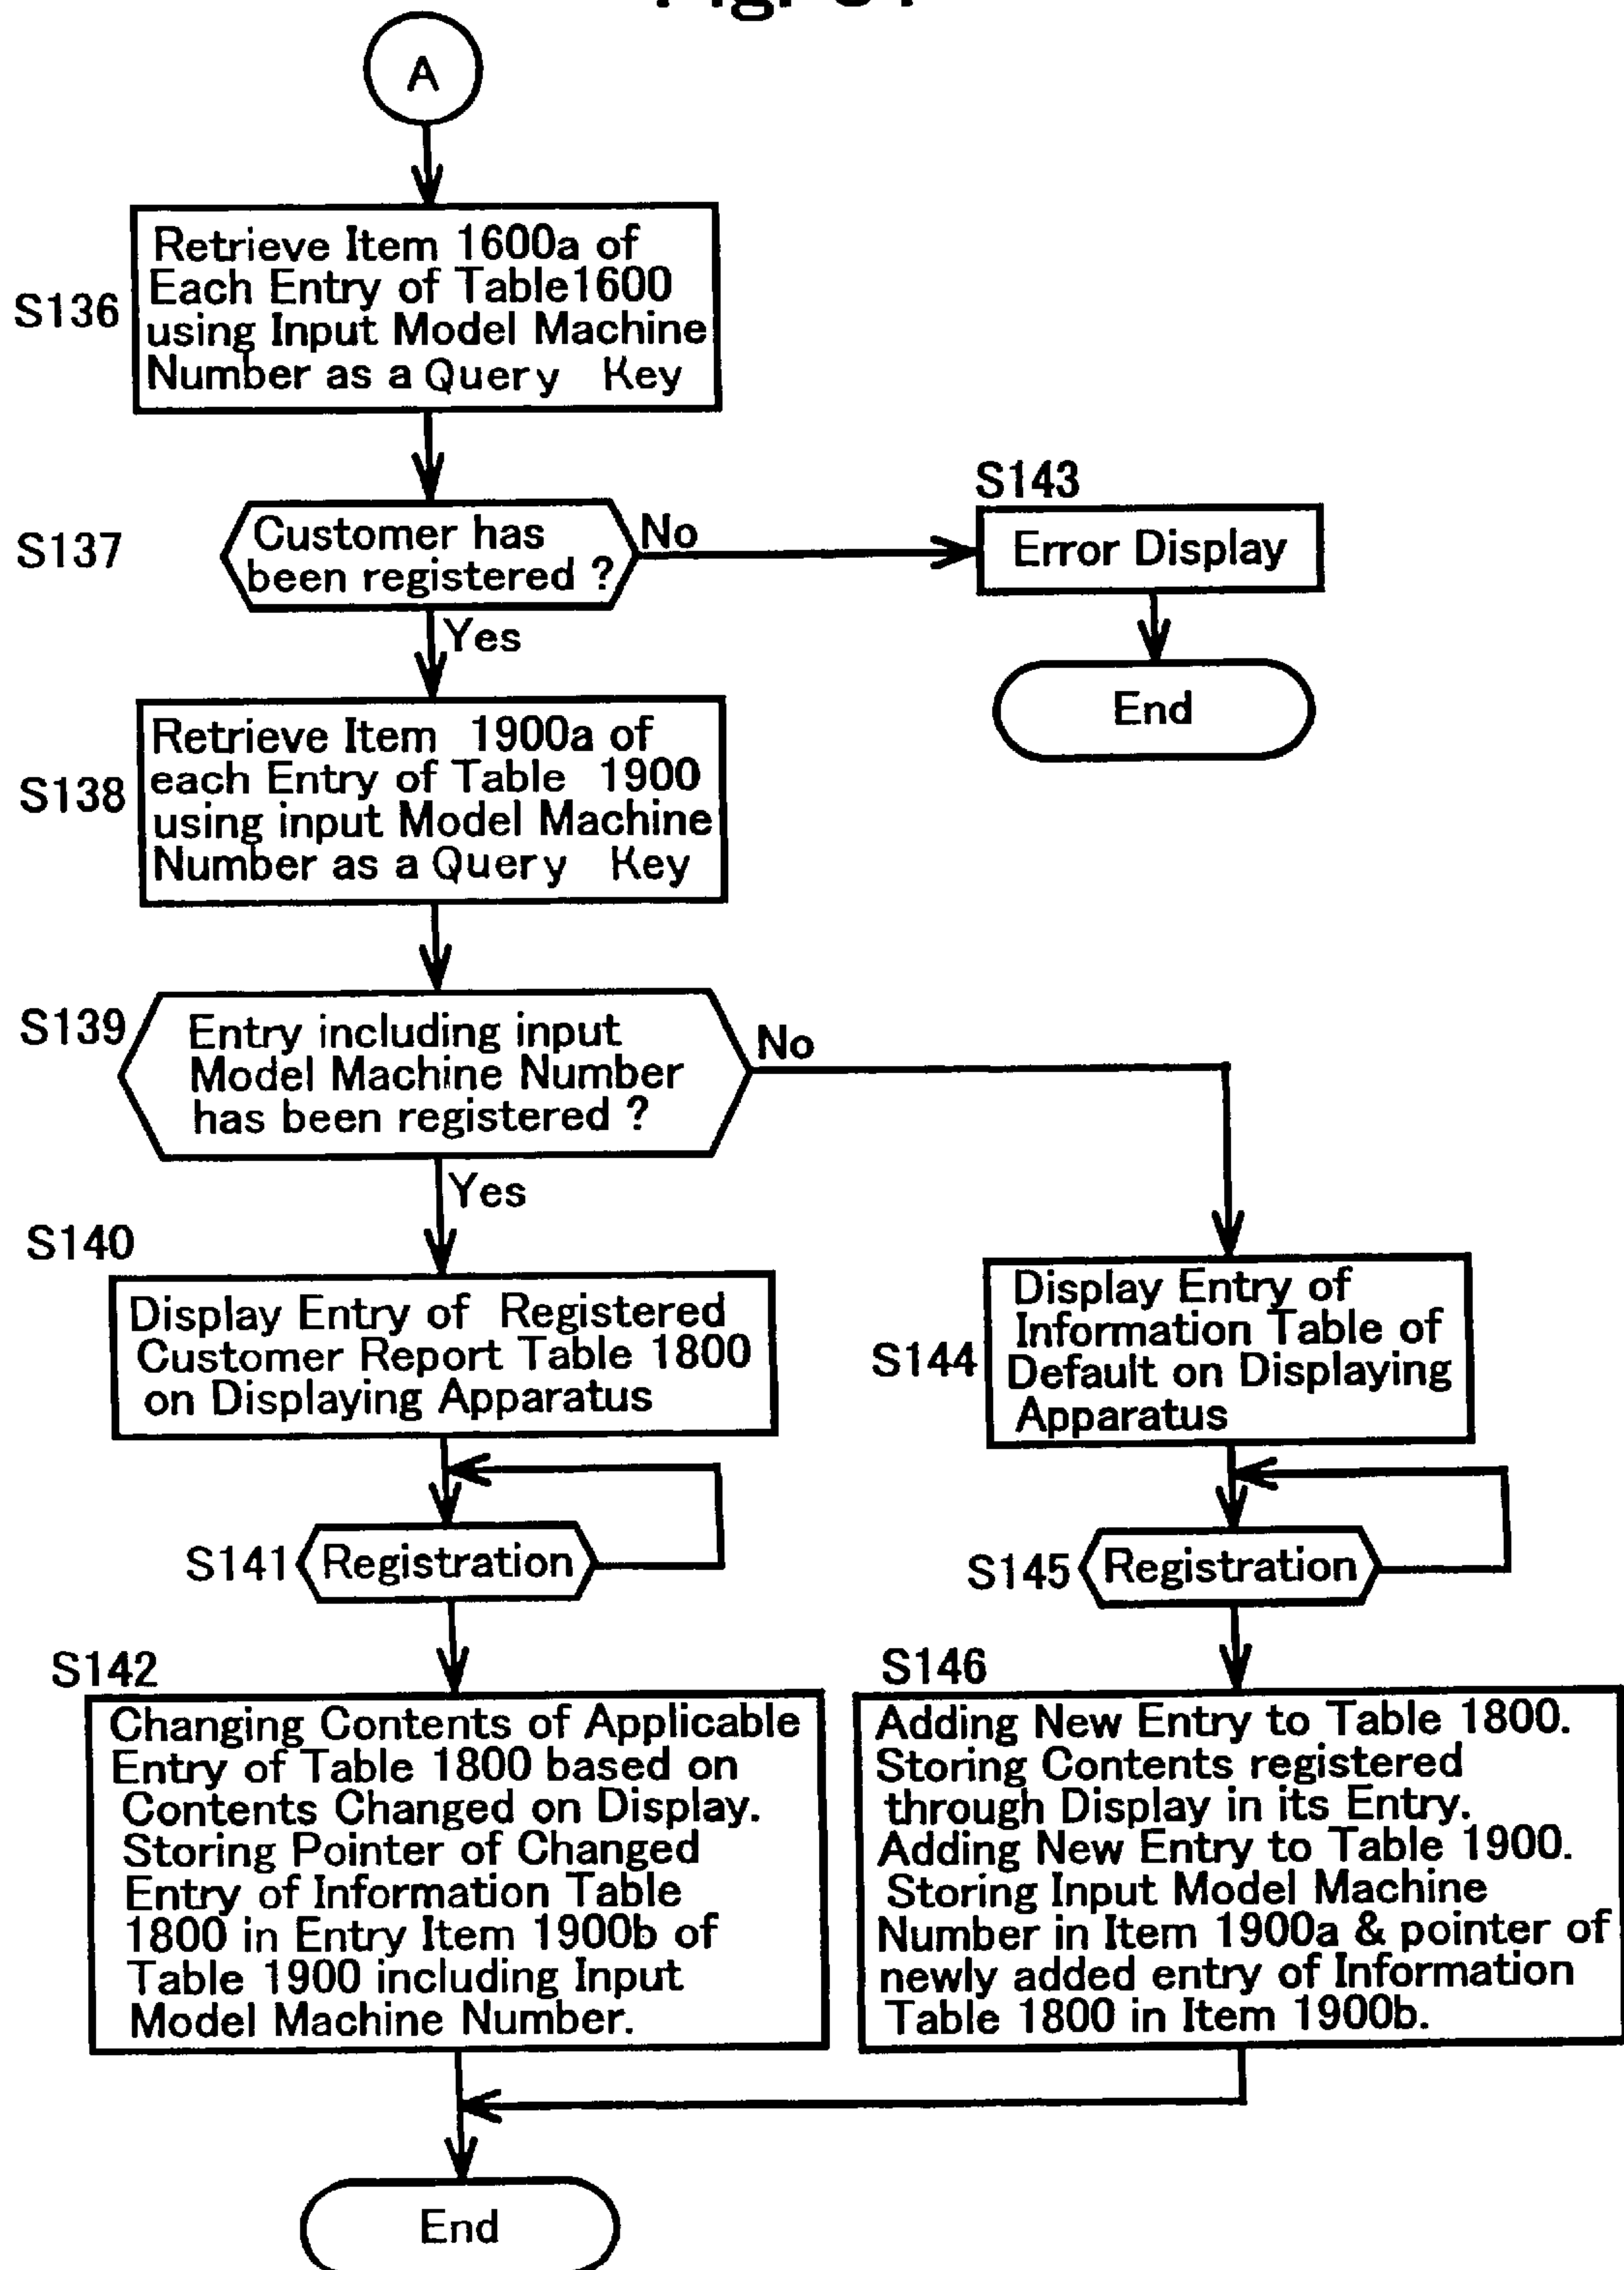 A
Retrieve Item 1600a of
Each Entry of Table1600
using Input Model Machine
Number as a Query Key
S136
Customer has
been registered ?
S137
No
Yes
S143
Error Display
End
Retrieve Item 1900a of
each Entry of Table 1900
using input Model Machine
Number as a Query Key
S138
S139
Entry including input
Model Machine Number
has been registered ?
No
Yes
S140
Display Entry of Registered
Customer Report Table 1800
on Displaying Apparatus
S144
Display Entry of
Information Table of
Default on Displaying
Apparatus
S141
Registration
S145
Registration
S142
Changing Contents of Applicable
Entry of Table 1800 based on
Contents Changed on Display.
Storing Pointer of Changed
Entry of Information Table
1800 in Entry Item 1900b of
Table 1900 including Input
Model Machine Number.
S146
Adding New Entry to Table 1800.
Storing Contents registered
through Display in its Entry.
Adding New Entry to Table 1900.
Storing Input Model Machine
Number in Item 1900a & pointer of
newly added entry of Information
Table 1800 in Item 1900b.
End